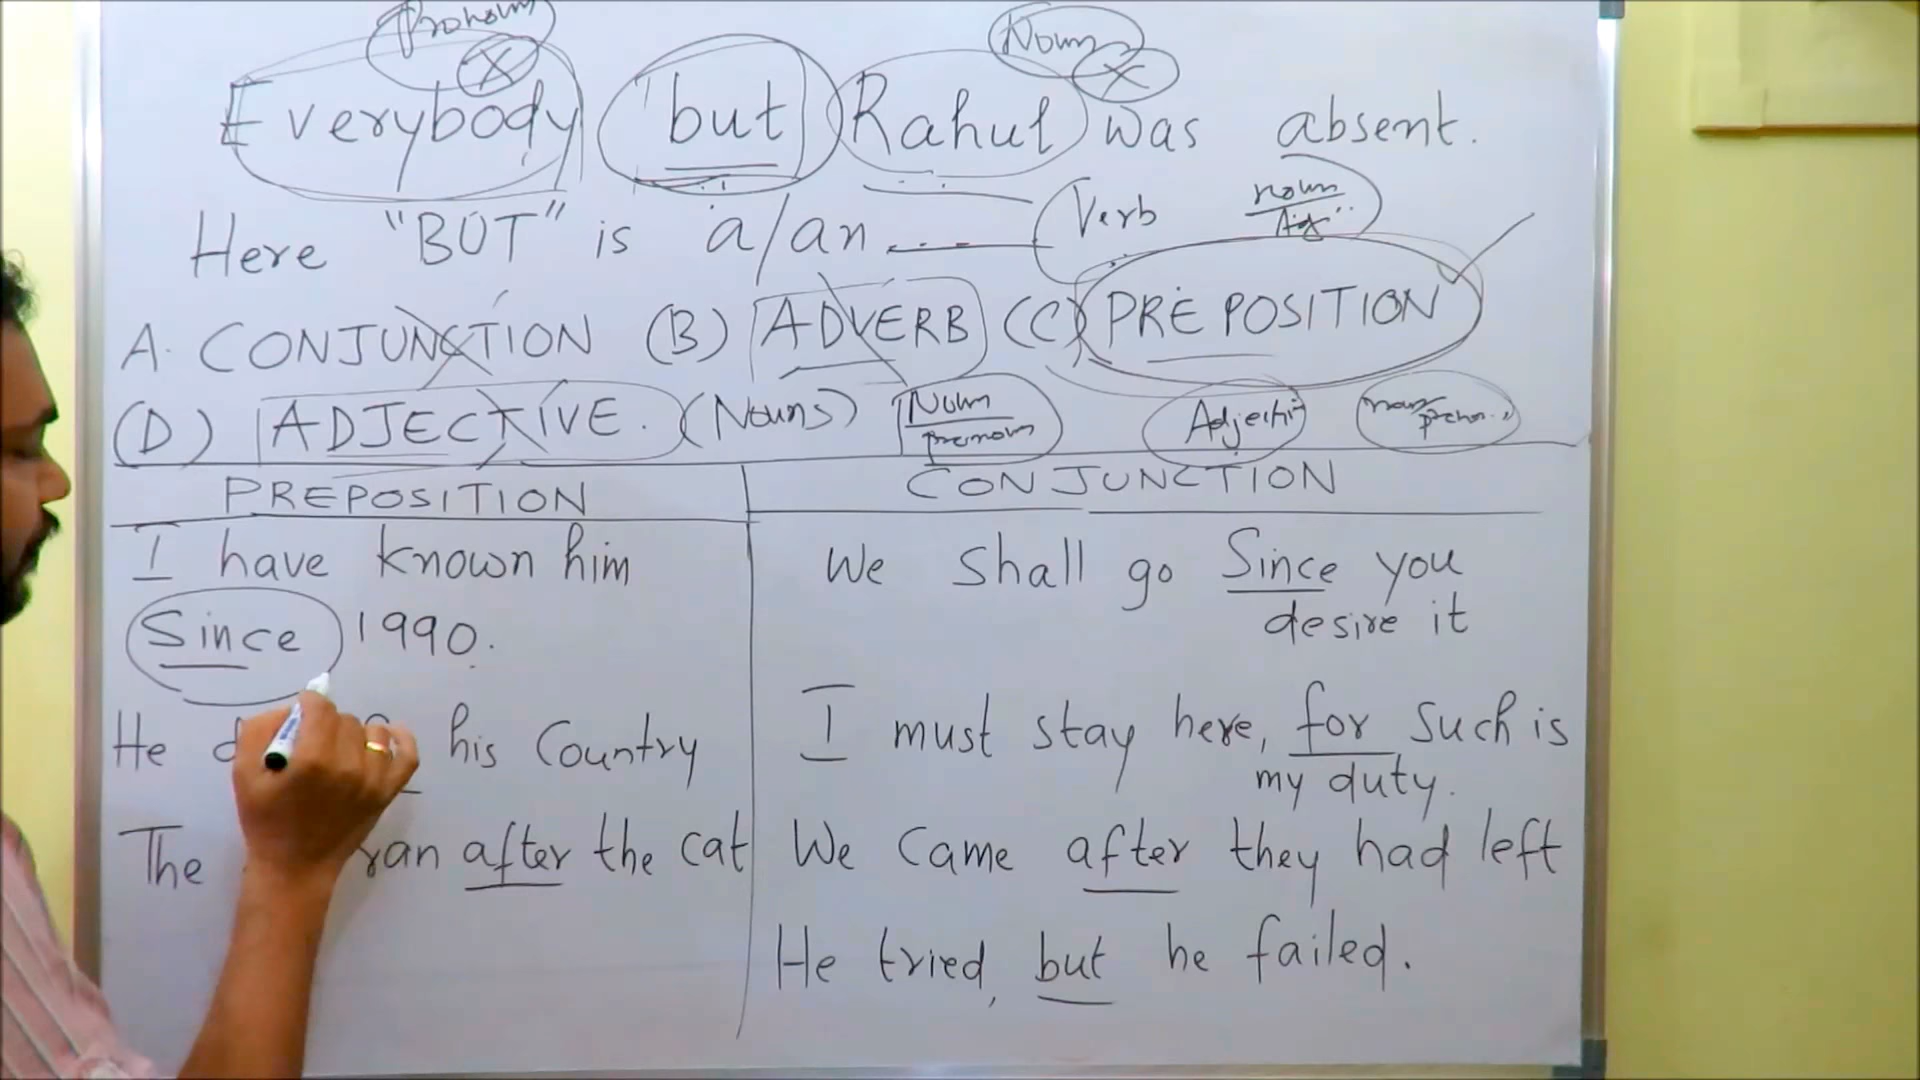 Pronoun Noun
X X
Everybody but Rahul was absent.
Verb noun
Here "BUT" is a/an
A. CONJUNCTION (B) ADVERB (C) PREPOSITION
(D) ADJECTIVE. (Nouns) Noun
pronoun
PREPOSITION
I have known him
Since 1990.
He his Country
The ran after the cat
CONJUNCTION
We shall go Since you
desire it
I must stay here, for such is
my duty.
We came after they had left
He tried, but he failed.